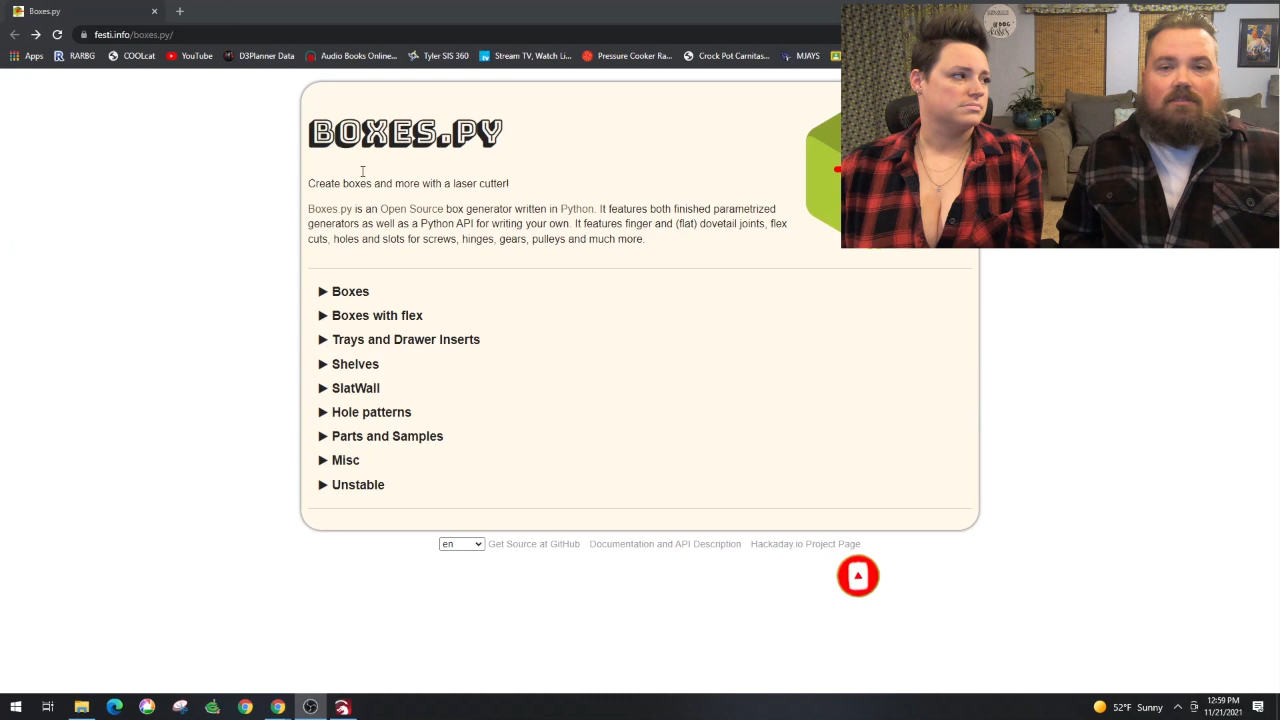 Boxes.py
festi.info/boxes.py/
Apps RARBG COOLcat YouTube D3Planner Data Audio Books Online... Tyler SIS 360 Stream TV, Watch Li... Pressure Cooker Ra... Crock Pot Carnitas... MJAYS
BOXES.PY
Create boxes and more with a laser cutter!
Boxes.py is an Open Source box generator written in Python. It features both finished parametrized
generators as well as a Python API for writing your own. It features finger and (flat) dovetail joints, flex
cuts, holes and slots for screws, hinges, gears, pulleys and much more.
Boxes
Boxes with flex
Trays and Drawer Inserts
Shelves
SlatWall
Hole patterns
Parts and Samples
Misc
Unstable
en Get Source at GitHub Documentation and API Description Hackaday.io Project Page
52°F Sunny 12:59 PM
11/21/2021